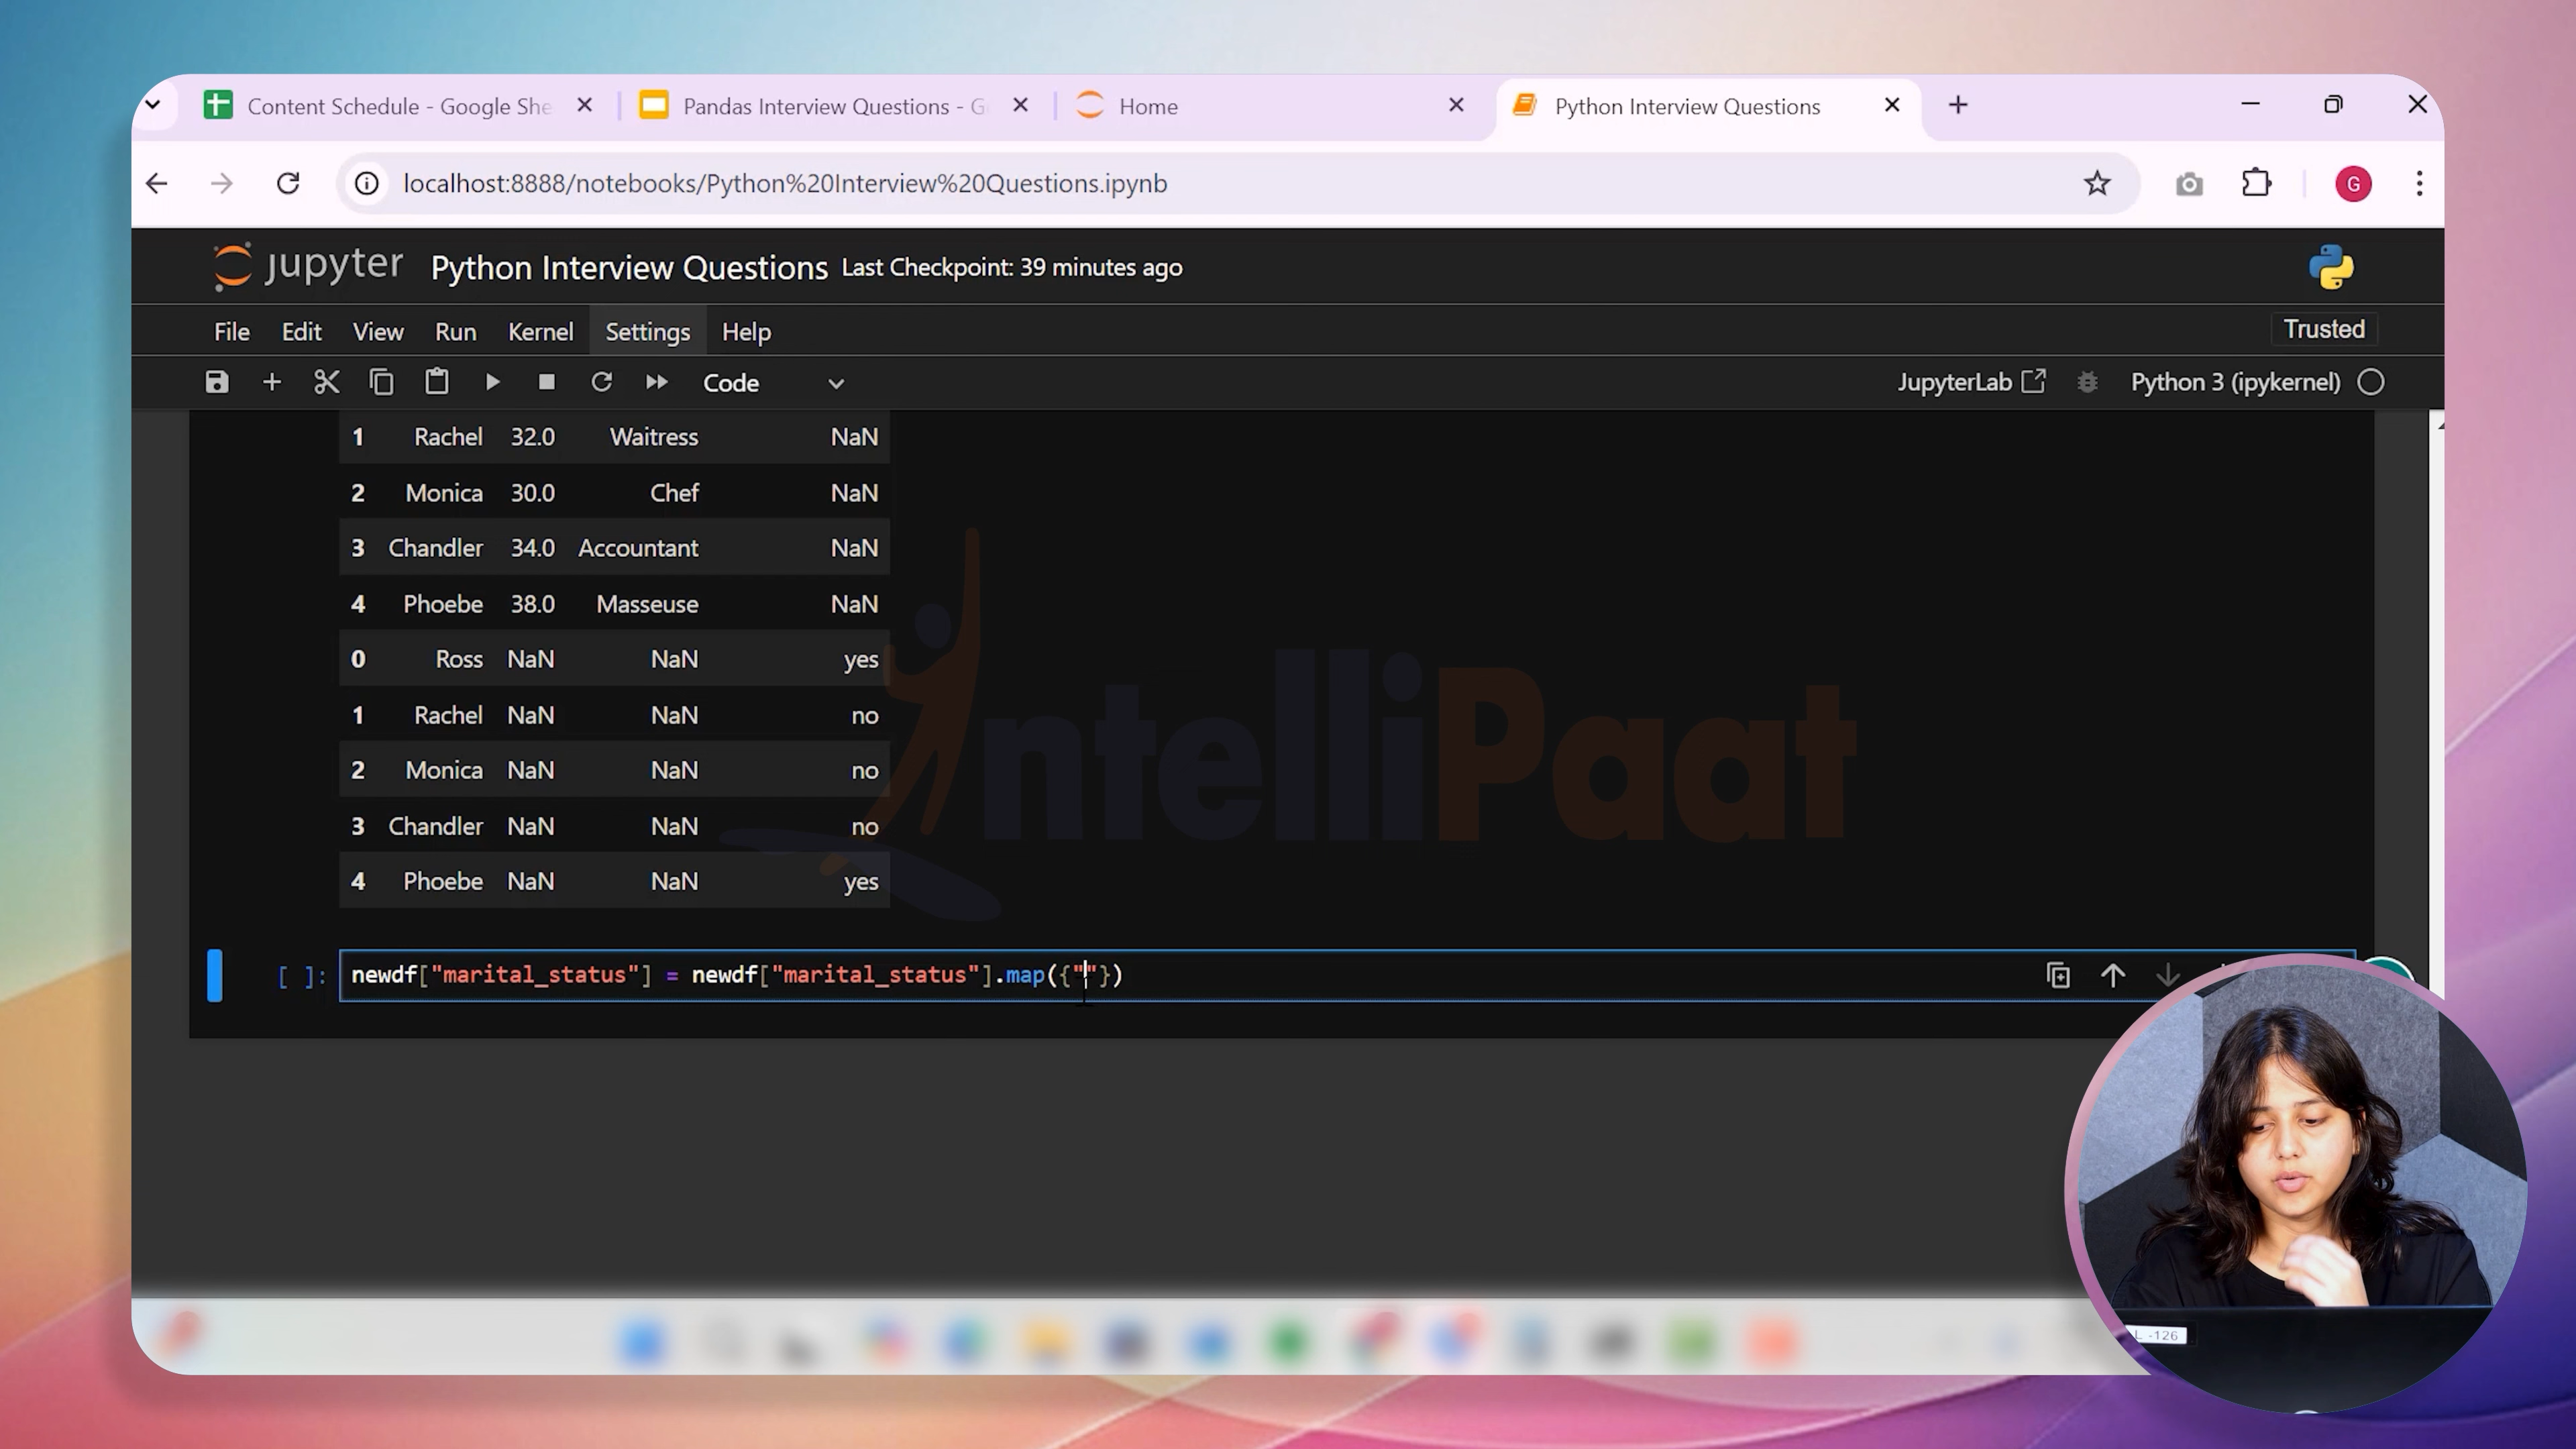 Content Schedule - Google She
Pandas Interview Questions - G
Home
Python Interview Questions
localhost:8888/notebooks/Python%20Interview%20Questions.ipynb
G
jupyter Python Interview Questions Last Checkpoint: 39 minutes ago
File Edit View Run Kernel Settings Help
Trusted
Code
JupyterLab
Python 3 (ipykernel)
1 Rachel 32.0 Waitress NaN
2 Monica 30.0 Chef NaN
3 Chandler 34.0 Accountant NaN
4 Phoebe 38.0 Masseuse NaN
0 Ross NaN NaN yes
1 Rachel NaN NaN no
2 Monica NaN NaN no
3 Chandler NaN NaN no
4 Phoebe NaN NaN yes
intelliPaat
[ ]: newdf["marital_status"] = newdf["marital_status"].map({""})
L -126